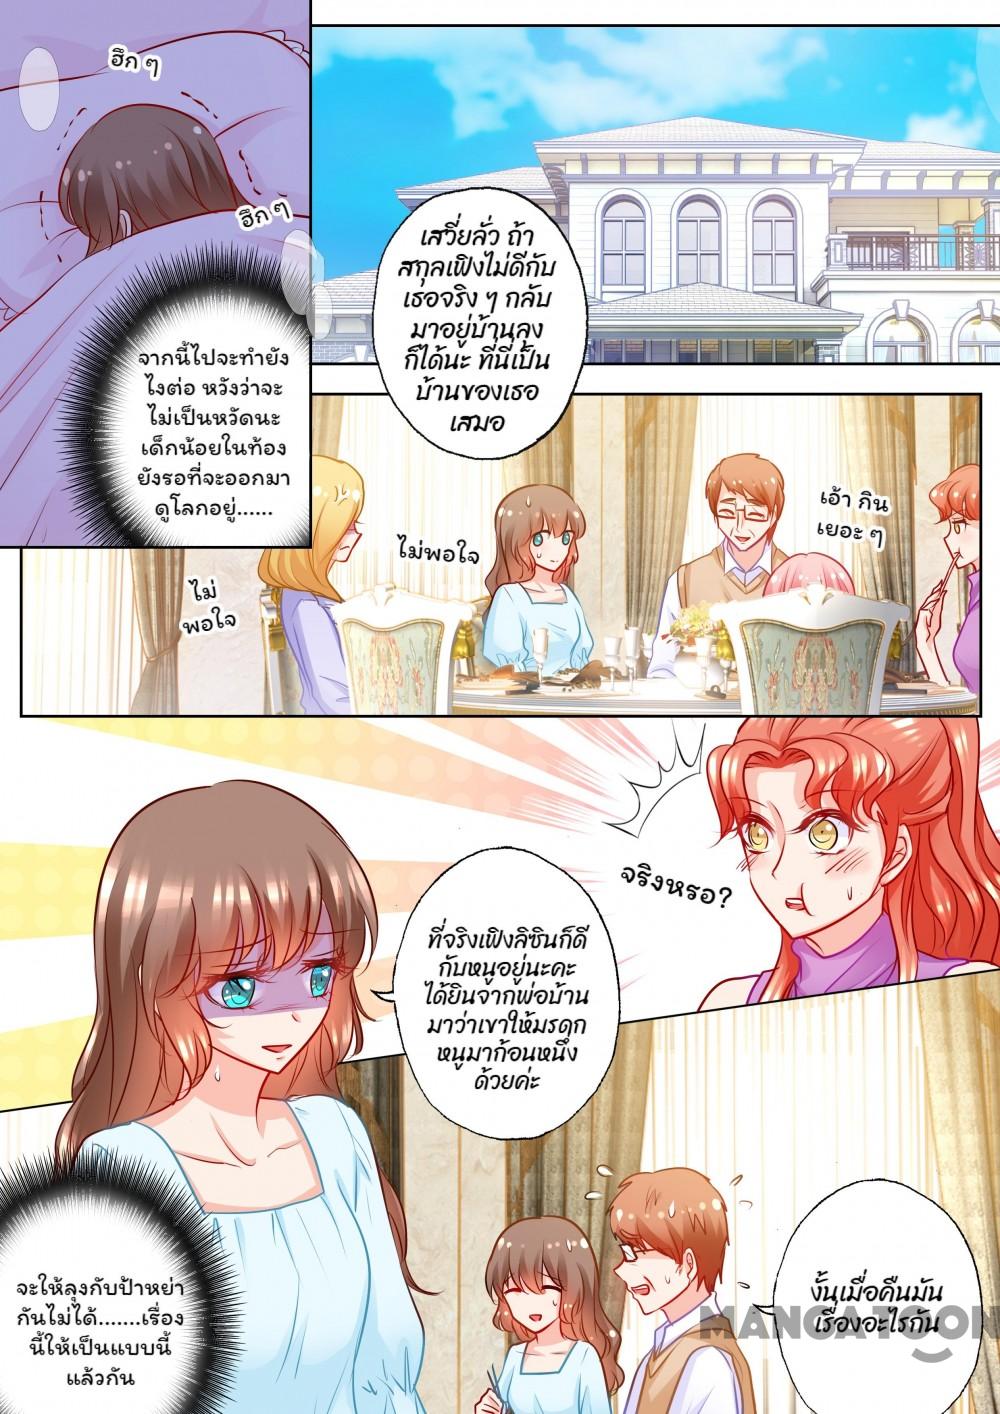 ฮึก ๆ
ฮึก ๆ
จากนี้ไปจะทำยัง
ไงต่อ หวังว่าจะ
ไม่เป็นหวัดนะ
เด็กน้อยในท้อง
ยังรอที่จะออกมา
ดูโลกอยู่......
เสวี่ยลั่ว ถ้า
สกุลเฟิงไม่ดีกับ
เธอจริง ๆ กลับ
มาอยู่บ้านลุง
ก็ได้นะ ที่นี่เป็น
บ้านของเธอ
เสมอ
ไม่
พอใจ
ไม่พอใจ
เอ้า กิน
เยอะ ๆ
จริงหรอ?
ที่จริงเฟิงลิซินก็ดี
กับหนูอยู่นะคะ
ได้ยินจากพ่อบ้าน
มาว่าเขาให้มรดก
หนูมาก้อนหนึ่ง
ด้วยค่ะ
จะให้ลุงกับป้าหย่า
กันไม่ได้.......เรื่อง
นี้ให้เป็นแบบนี้
แล้วกัน
งั้นเมื่อคืนมัน
เรื่องอะไรกัน
MANGATOON